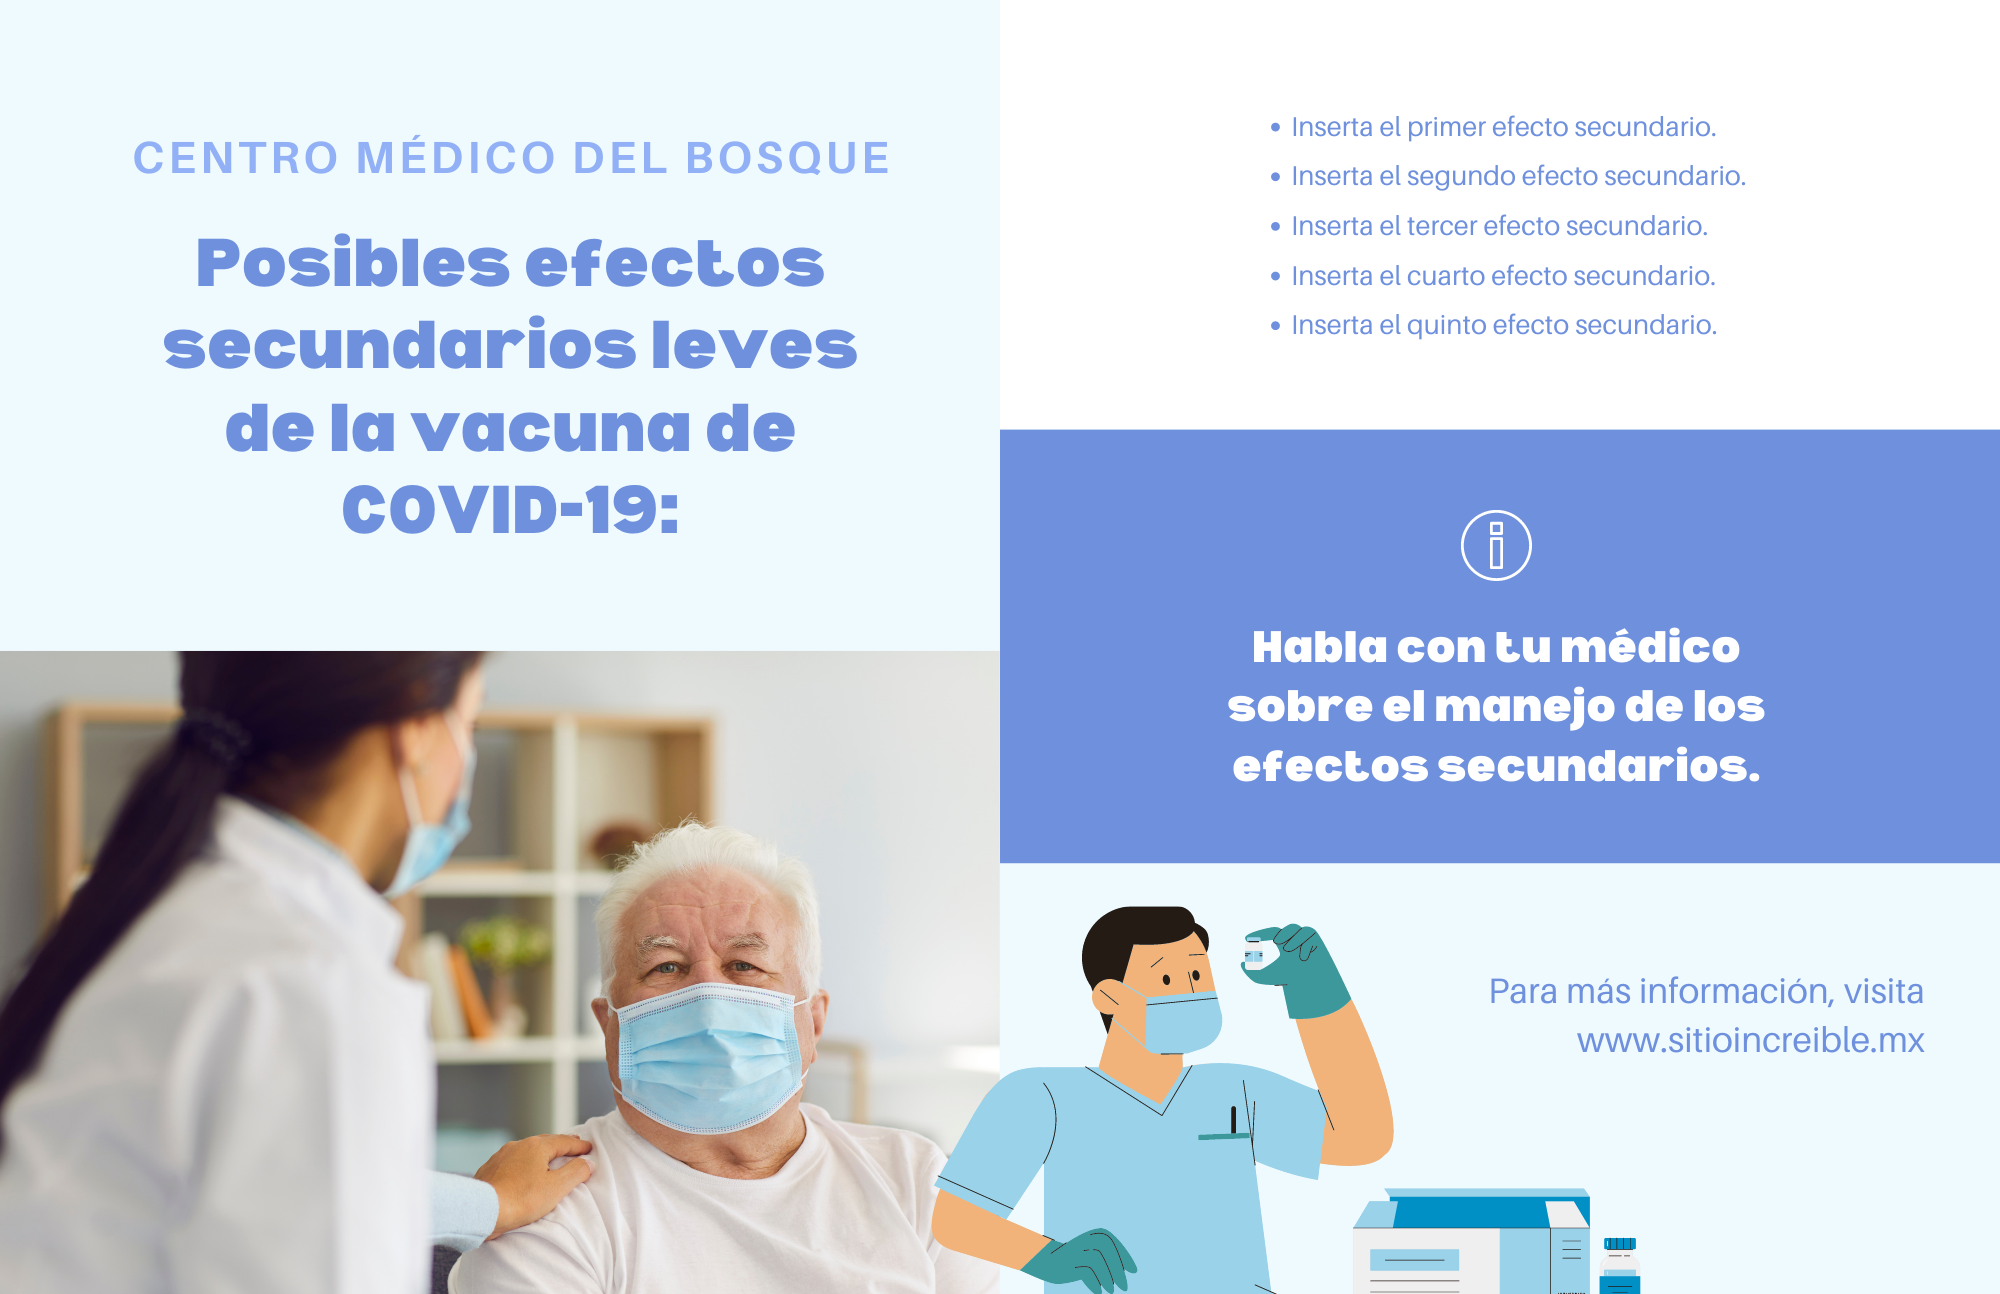 CENTRO MÉDICO DEL BOSQUE
Posibles efectos
secundarios leves
de la vacuna de
COVID-19:
• Inserta el primer efecto secundario.
• Inserta el segundo efecto secundario.
• Inserta el tercer efecto secundario.
• Inserta el cuarto efecto secundario.
• Inserta el quinto efecto secundario.
Habla con tu médico
sobre el manejo de los
efectos secundarios.
Para más información, visita
www.sitioincreible.mx